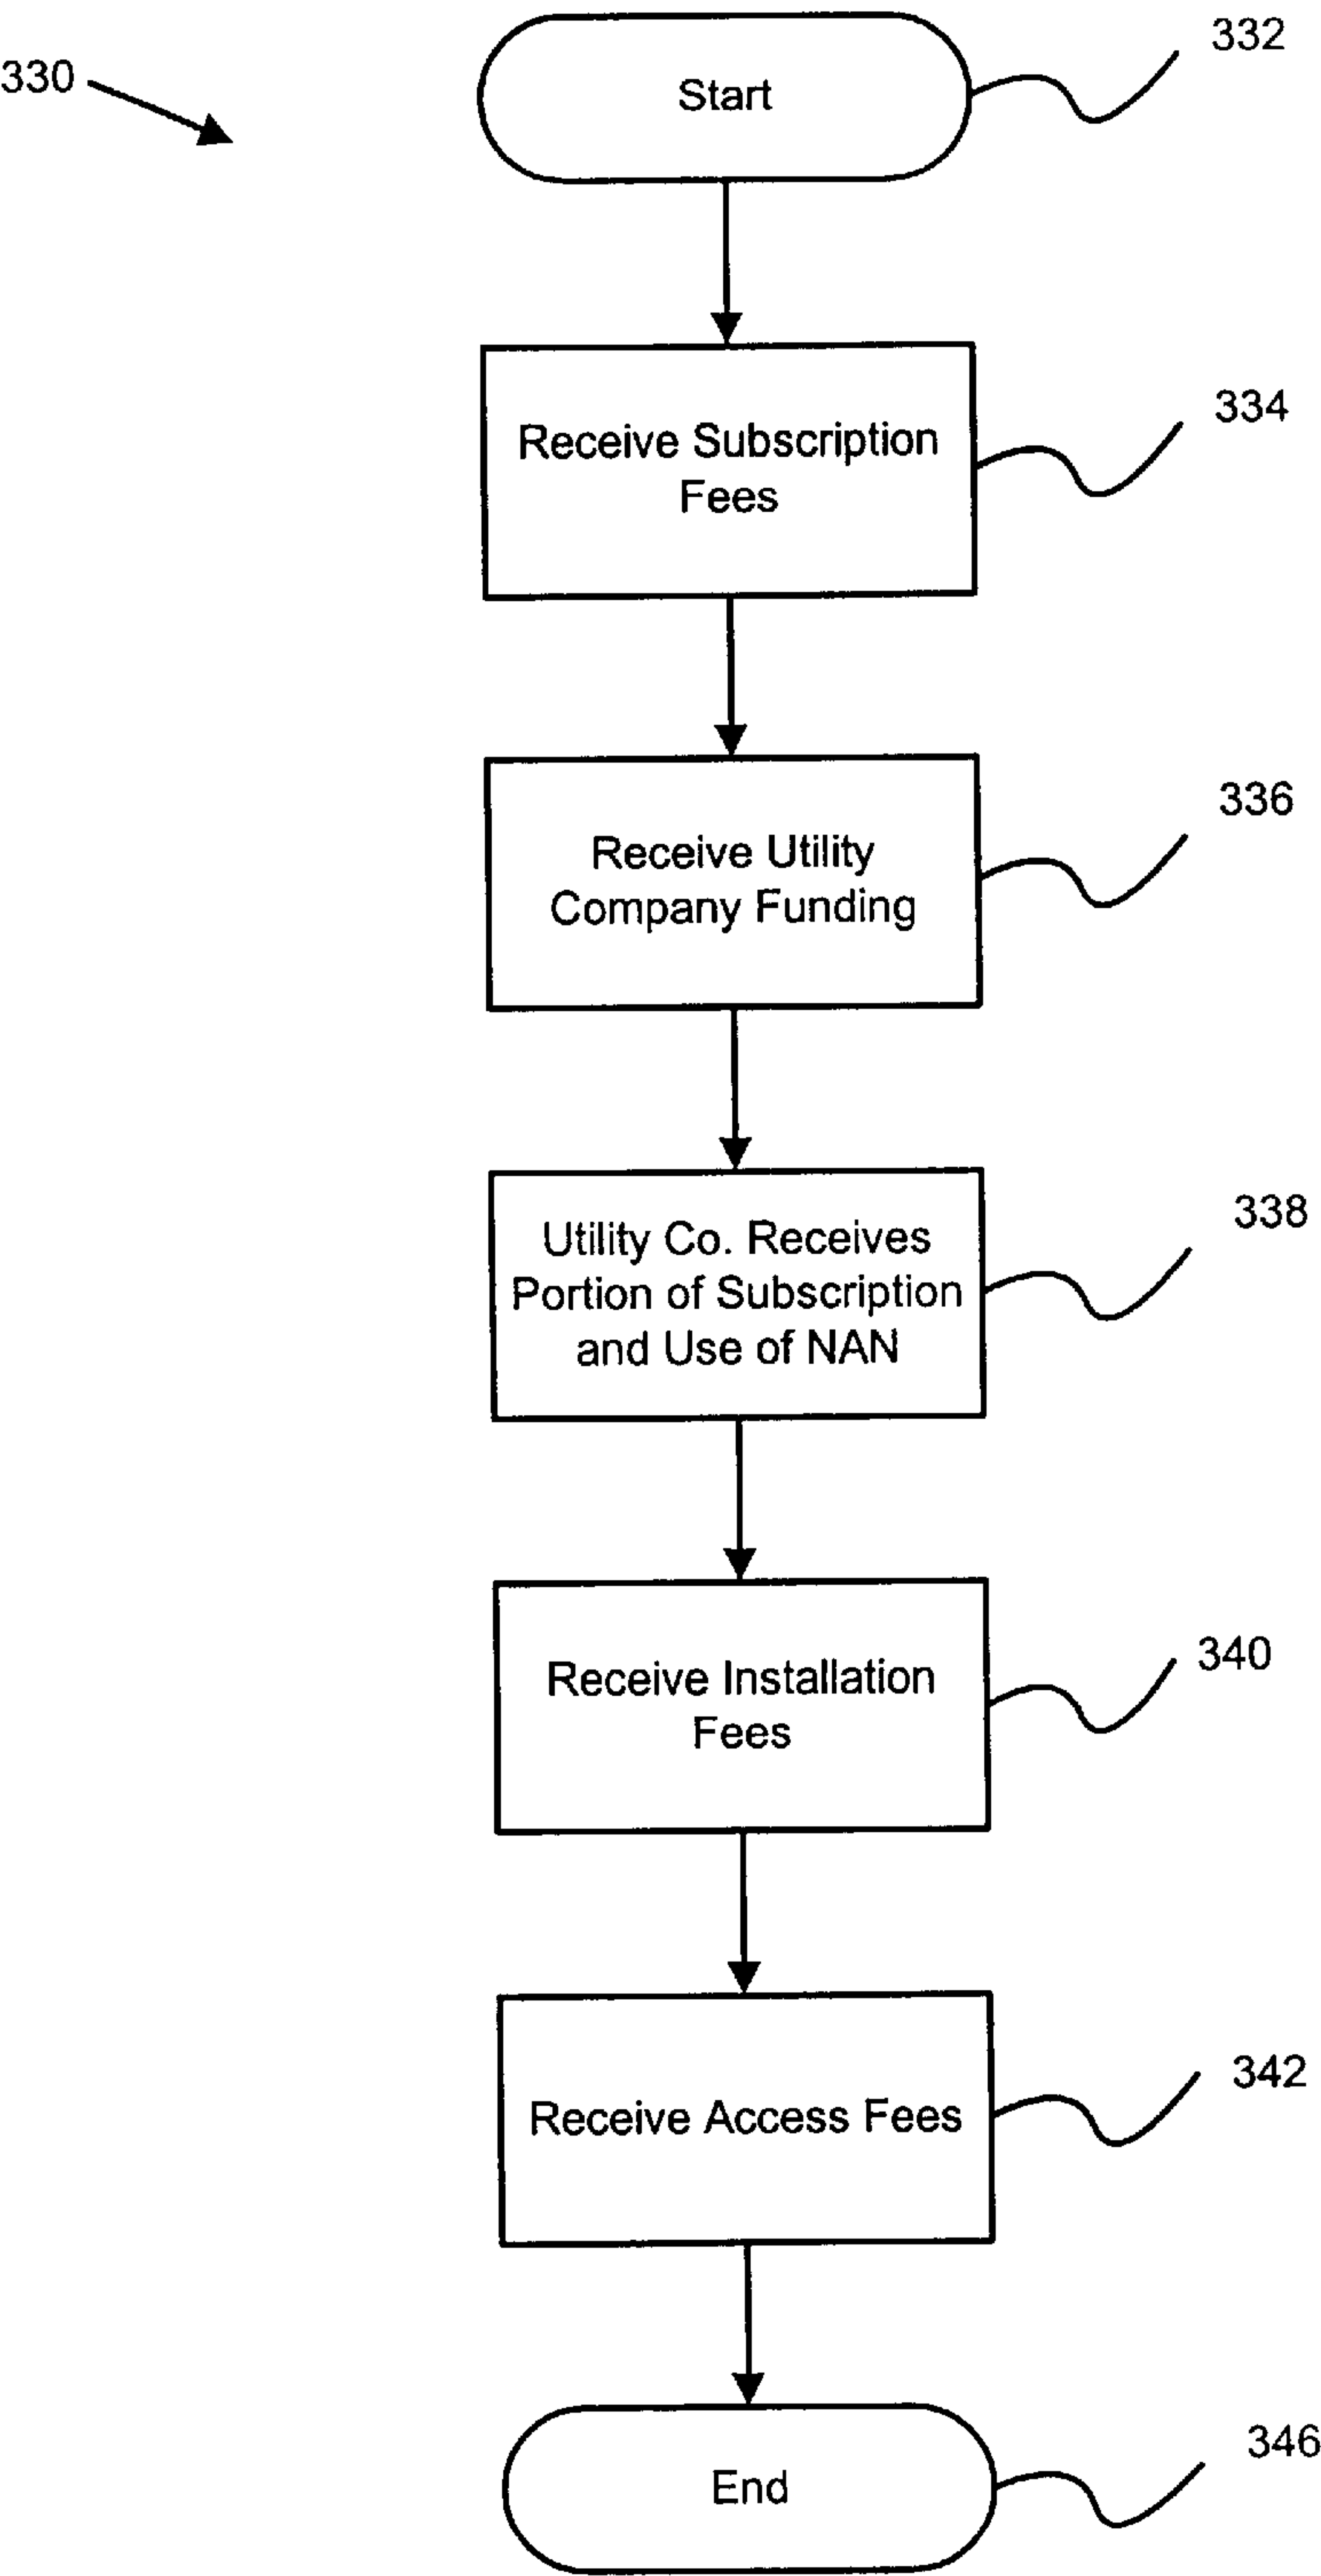 332
330
Start
334
Receive Subscription
Fees
336
Receive Utility
Company Funding
338
Utility Co. Receives
Portion of Subscription
and Use of NAN
340
Receive Installation
Fees
342
Receive Access Fees
346
End